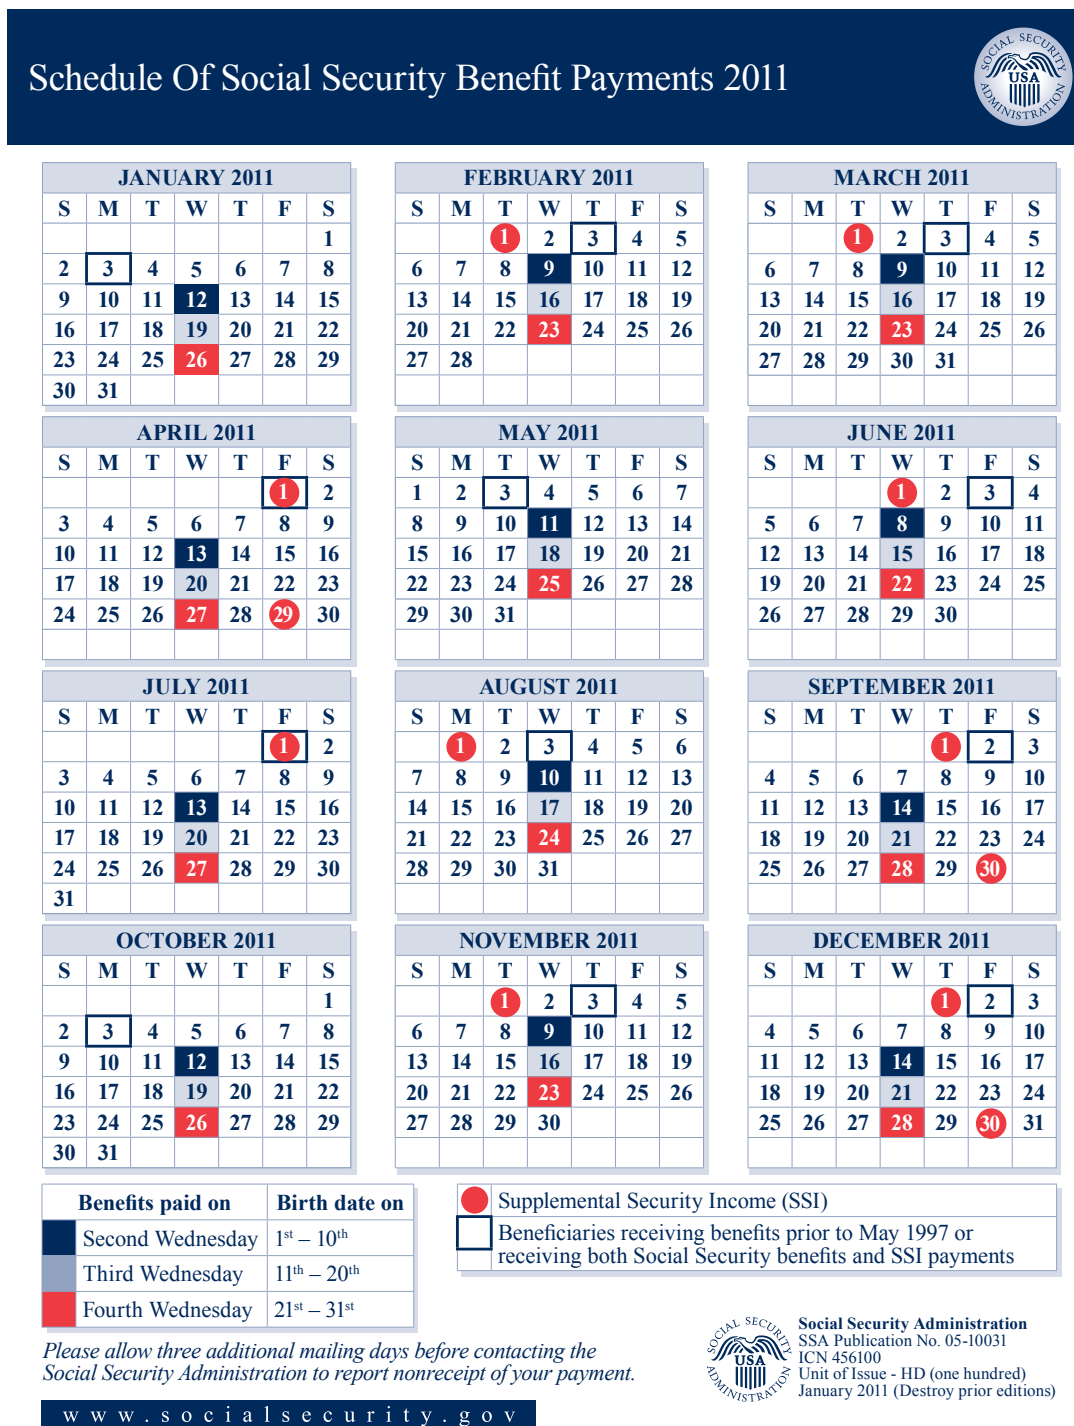 Schedule Of Social Security Benefit Payments 2011
SOCIAL SECURITY ADMINISTRATION
USA
JANUARY 2011
S M T W T F S
1
2 3 4 5 6 7 8
9 10 11 12 13 14 15
16 17 18 19 20 21 22
23 24 25 26 27 28 29
30 31
FEBRUARY 2011
S M T W T F S
1 2 3 4 5
6 7 8 9 10 11 12
13 14 15 16 17 18 19
20 21 22 23 24 25 26
27 28
MARCH 2011
S M T W T F S
1 2 3 4 5
6 7 8 9 10 11 12
13 14 15 16 17 18 19
20 21 22 23 24 25 26
27 28 29 30 31
APRIL 2011
S M T W T F S
1 2
3 4 5 6 7 8 9
10 11 12 13 14 15 16
17 18 19 20 21 22 23
24 25 26 27 28 29 30
MAY 2011
S M T W T F S
1 2 3 4 5 6 7
8 9 10 11 12 13 14
15 16 17 18 19 20 21
22 23 24 25 26 27 28
29 30 31
JUNE 2011
S M T W T F S
1 2 3 4
5 6 7 8 9 10 11
12 13 14 15 16 17 18
19 20 21 22 23 24 25
26 27 28 29 30
JULY 2011
S M T W T F S
1 2
3 4 5 6 7 8 9
10 11 12 13 14 15 16
17 18 19 20 21 22 23
24 25 26 27 28 29 30
31
AUGUST 2011
S M T W T F S
1 2 3 4 5 6
7 8 9 10 11 12 13
14 15 16 17 18 19 20
21 22 23 24 25 26 27
28 29 30 31
SEPTEMBER 2011
S M T W T F S
1 2 3
4 5 6 7 8 9 10
11 12 13 14 15 16 17
18 19 20 21 22 23 24
25 26 27 28 29 30
OCTOBER 2011
S M T W T F S
1
2 3 4 5 6 7 8
9 10 11 12 13 14 15
16 17 18 19 20 21 22
23 24 25 26 27 28 29
30 31
NOVEMBER 2011
S M T W T F S
1 2 3 4 5
6 7 8 9 10 11 12
13 14 15 16 17 18 19
20 21 22 23 24 25 26
27 28 29 30
DECEMBER 2011
S M T W T F S
1 2 3
4 5 6 7 8 9 10
11 12 13 14 15 16 17
18 19 20 21 22 23 24
25 26 27 28 29 30 31
Benefits paid on Birth date on
Second Wednesday 1st – 10th
Third Wednesday 11th – 20th
Fourth Wednesday 21st – 31st
Supplemental Security Income (SSI)
Beneficiaries receiving benefits prior to May 1997 or
receiving both Social Security benefits and SSI payments
Please allow three additional mailing days before contacting the
Social Security Administration to report nonreceipt of your payment.
www.socialsecurity.gov
SOCIAL SECURITY ADMINISTRATION
USA
Social Security Administration
SSA Publication No. 05-10031
ICN 456100
Unit of Issue - HD (one hundred)
January 2011 (Destroy prior editions)